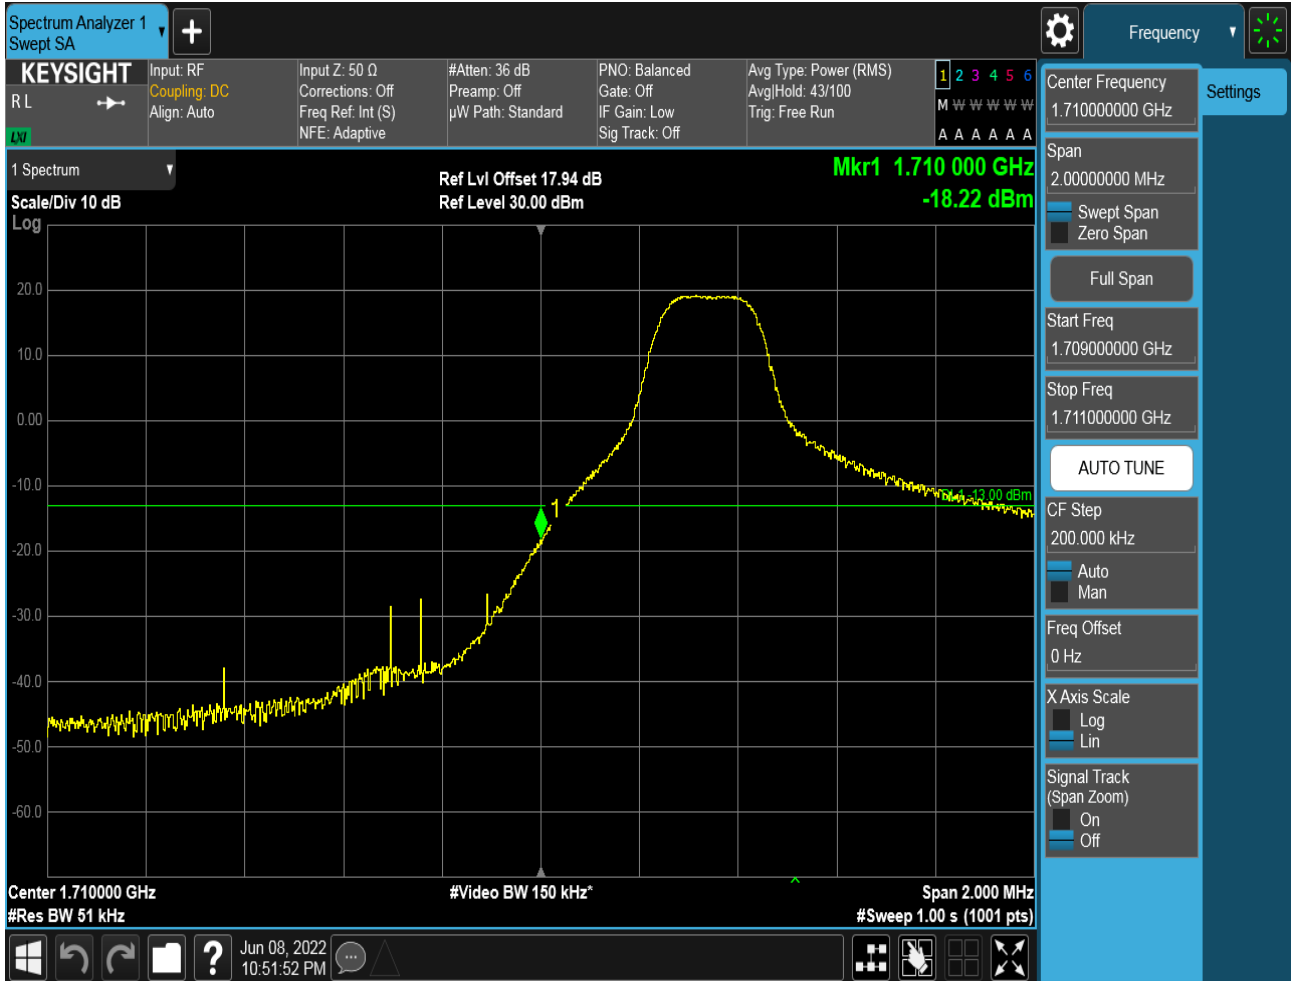 Spectrum Analyzer 1
Swept SA
Frequency
KEYSIGHT
R L
LXI
Input: RF
Coupling: DC
Align: Auto
Input Z: 50 Ω
Corrections: Off
Freq Ref: Int (S)
NFE: Adaptive
#Atten: 36 dB
Preamp: Off
µW Path: Standard
PNO: Balanced
Gate: Off
IF Gain: Low
Sig Track: Off
Avg Type: Power (RMS)
Avg|Hold: 43/100
Trig: Free Run
1 2 3 4 5 6
M W W W W W
A A A A A A
1 Spectrum
Scale/Div 10 dB
Log
Ref Lvl Offset 17.94 dB
Ref Level 30.00 dBm
Mkr1 1.710 000 GHz
-18.22 dBm
20.0
10.0
0.00
-10.0
-20.0
-30.0
-40.0
-50.0
-60.0
1
-13.00 dBm
Center 1.710000 GHz
#Res BW 51 kHz
#Video BW 150 kHz*
Span 2.000 MHz
#Sweep 1.00 s (1001 pts)
Jun 08, 2022
10:51:52 PM
Center Frequency
1.710000000 GHz
Span
2.00000000 MHz
Swept Span
Zero Span
Full Span
Start Freq
1.709000000 GHz
Stop Freq
1.711000000 GHz
AUTO TUNE
CF Step
200.000 kHz
Auto
Man
Freq Offset
0 Hz
X Axis Scale
Log
Lin
Signal Track
(Span Zoom)
On
Off
Settings